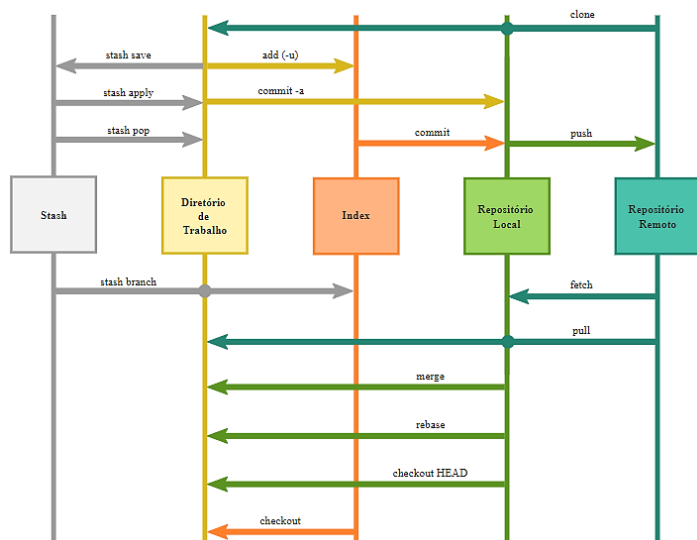 clone
stash save
add (-u)
stash apply
commit -a
stash pop
commit
push
Stash
Diretório
de
Trabalho
Index
Repositório
Local
Repositório
Remoto
stash branch
fetch
pull
merge
rebase
checkout HEAD
checkout